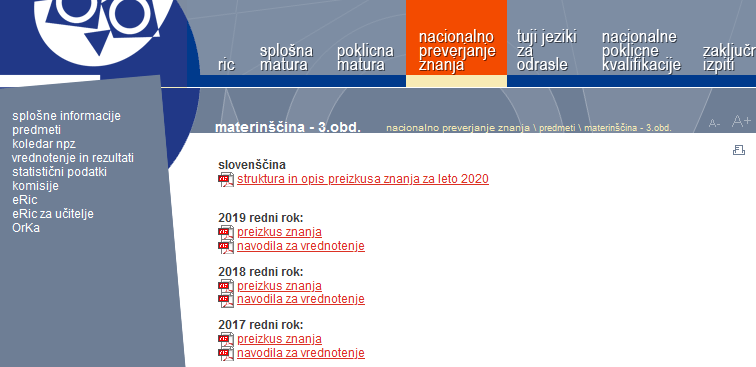 ric
splošna
matura
poklicna
matura
nacionalno
preverjanje
znanja
tuji jeziki
za
odrasle
nacionalne
poklicne
kvalifikacije
zaključn
izpiti
splošne informacije
predmeti
koledar npz
vrednotenje in rezultati
statistični podatki
komisije
eRic
eRic za učitelje
OrKa
materinščina - 3.obd.
nacionalno preverjanje znanja \ predmeti \ materinščina - 3.obd.
A- A+
slovenščina
struktura in opis preizkusa znanja za leto 2020
2019 redni rok:
preizkus znanja
navodila za vrednotenje
2018 redni rok:
preizkus znanja
navodila za vrednotenje
2017 redni rok:
preizkus znanja
navodila za vrednotenje